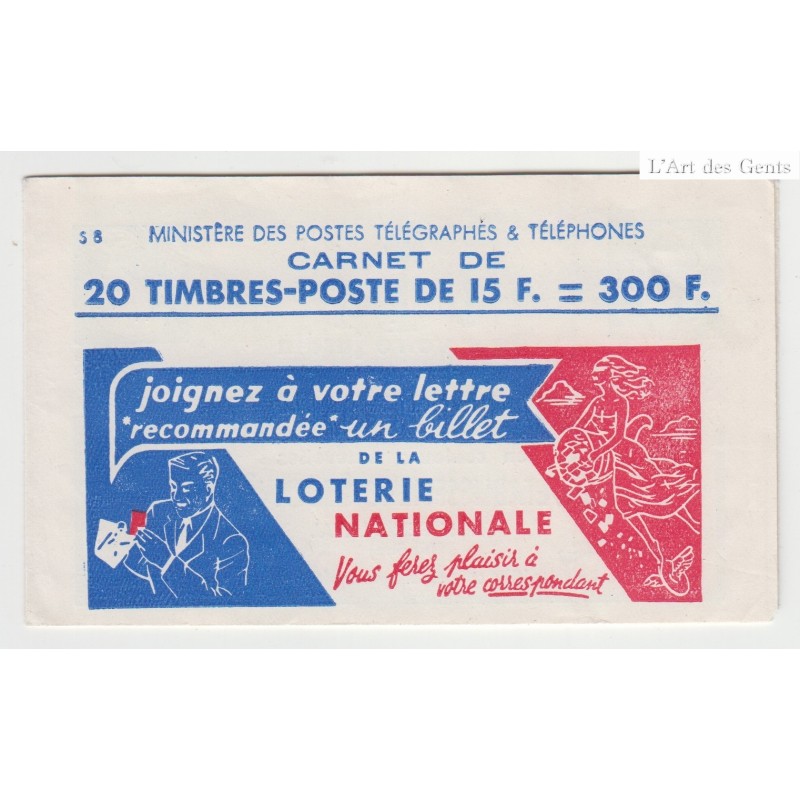 L'Art des Gents
S 8 MINISTÈRE DES POSTES TÉLÉGRAPHES & TÉLÉPHONES
CARNET DE
20 TIMBRES-POSTE DE 15 F. = 300 F.
joignez à votre lettre
"recommandée" un billet
DE LA
LOTERIE
NATIONALE
Vous ferez plaisir à
votre correspondant